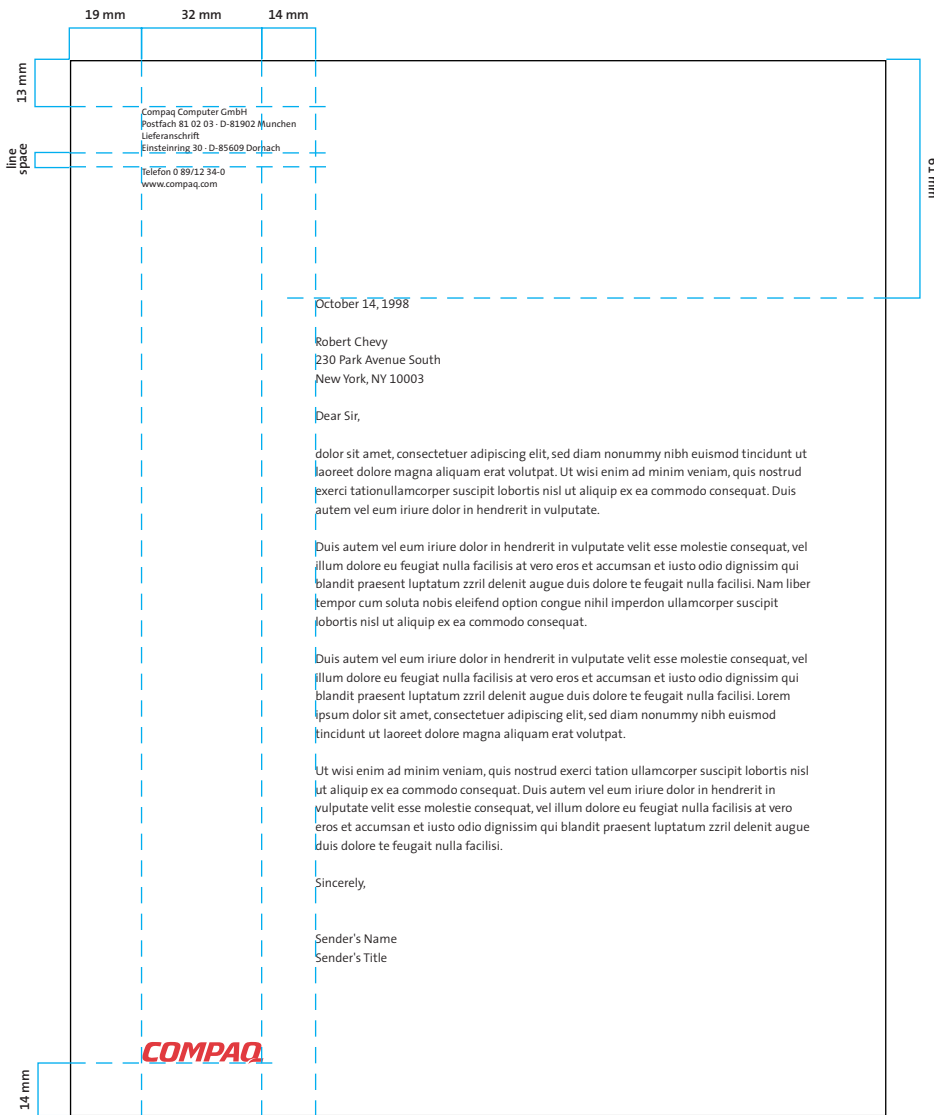 19 mm 32 mm 14 mm
13 mm
Compaq Computer GmbH
Postfach 81 02 03 · D-81902 Munchen
Lieferanschrift
Einsteinring 30 · D-85609 Dornach
line
space
Telefon 0 89/12 34-0
www.compaq.com
October 14, 1998
Robert Chevy
230 Park Avenue South
New York, NY 10003
Dear Sir,
dolor sit amet, consectetuer adipiscing elit, sed diam nonummy nibh euismod tincidunt ut
laoreet dolore magna aliquam erat volutpat. Ut wisi enim ad minim veniam, quis nostrud
exerci tationullamcorper suscipit lobortis nisl ut aliquip ex ea commodo consequat. Duis
autem vel eum iriure dolor in hendrerit in vulputate.
Duis autem vel eum iriure dolor in hendrerit in vulputate velit esse molestie consequat, vel
illum dolore eu feugiat nulla facilisis at vero eros et accumsan et iusto odio dignissim qui
blandit praesent luptatum zzril delenit augue duis dolore te feugait nulla facilisi. Nam liber
tempor cum soluta nobis eleifend option congue nihil imperdon ullamcorper suscipit
lobortis nisl ut aliquip ex ea commodo consequat.
Duis autem vel eum iriure dolor in hendrerit in vulputate velit esse molestie consequat, vel
illum dolore eu feugiat nulla facilisis at vero eros et accumsan et iusto odio dignissim qui
blandit praesent luptatum zzril delenit augue duis dolore te feugait nulla facilisi. Lorem
ipsum dolor sit amet, consectetuer adipiscing elit, sed diam nonummy nibh euismod
tincidunt ut laoreet dolore magna aliquam erat volutpat.
Ut wisi enim ad minim veniam, quis nostrud exerci tation ullamcorper suscipit lobortis nisl
ut aliquip ex ea commodo consequat. Duis autem vel eum iriure dolor in hendrerit in
vulputate velit esse molestie consequat, vel illum dolore eu feugiat nulla facilisis at vero
eros et accumsan et iusto odio dignissim qui blandit praesent luptatum zzril delenit augue
duis dolore te feugait nulla facilisi.
Sincerely,
Sender's Name
Sender's Title
COMPAQ
14 mm